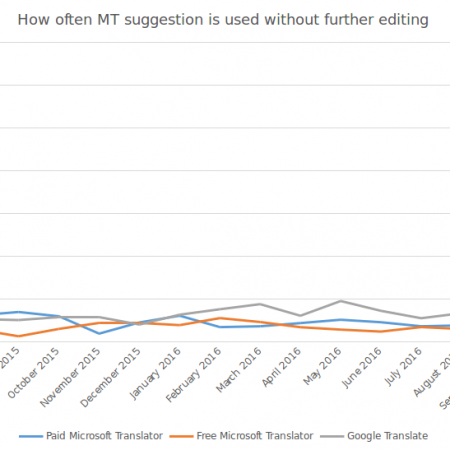 How often MT suggestion is used without further editing
2015
October 2015
November 2015
December 2015
January 2016
February 2016
March 2016
April 2016
May 2016
June 2016
July 2016
August
Paid Microsoft Translator
Free Microsoft Translator
Google Translate